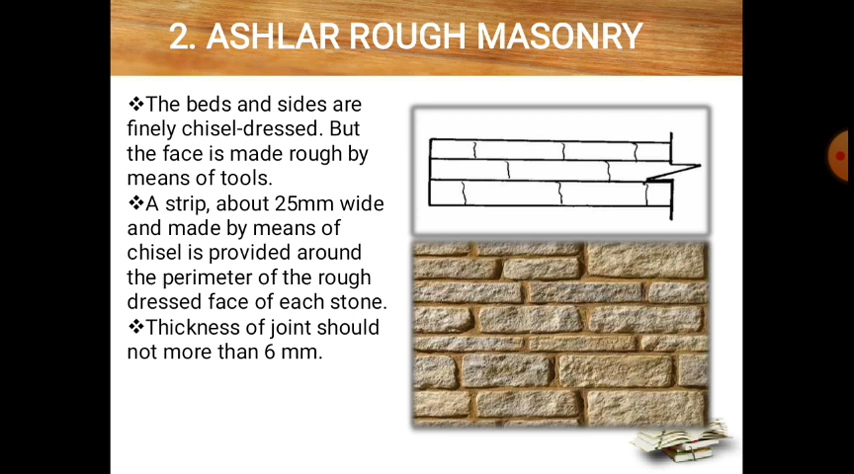 2. ASHLAR ROUGH MASONRY
❖The beds and sides are
finely chisel-dressed. But
the face is made rough by
means of tools.
❖A strip, about 25mm wide
and made by means of
chisel is provided around
the perimeter of the rough
dressed face of each stone.
❖Thickness of joint should
not more than 6 mm.